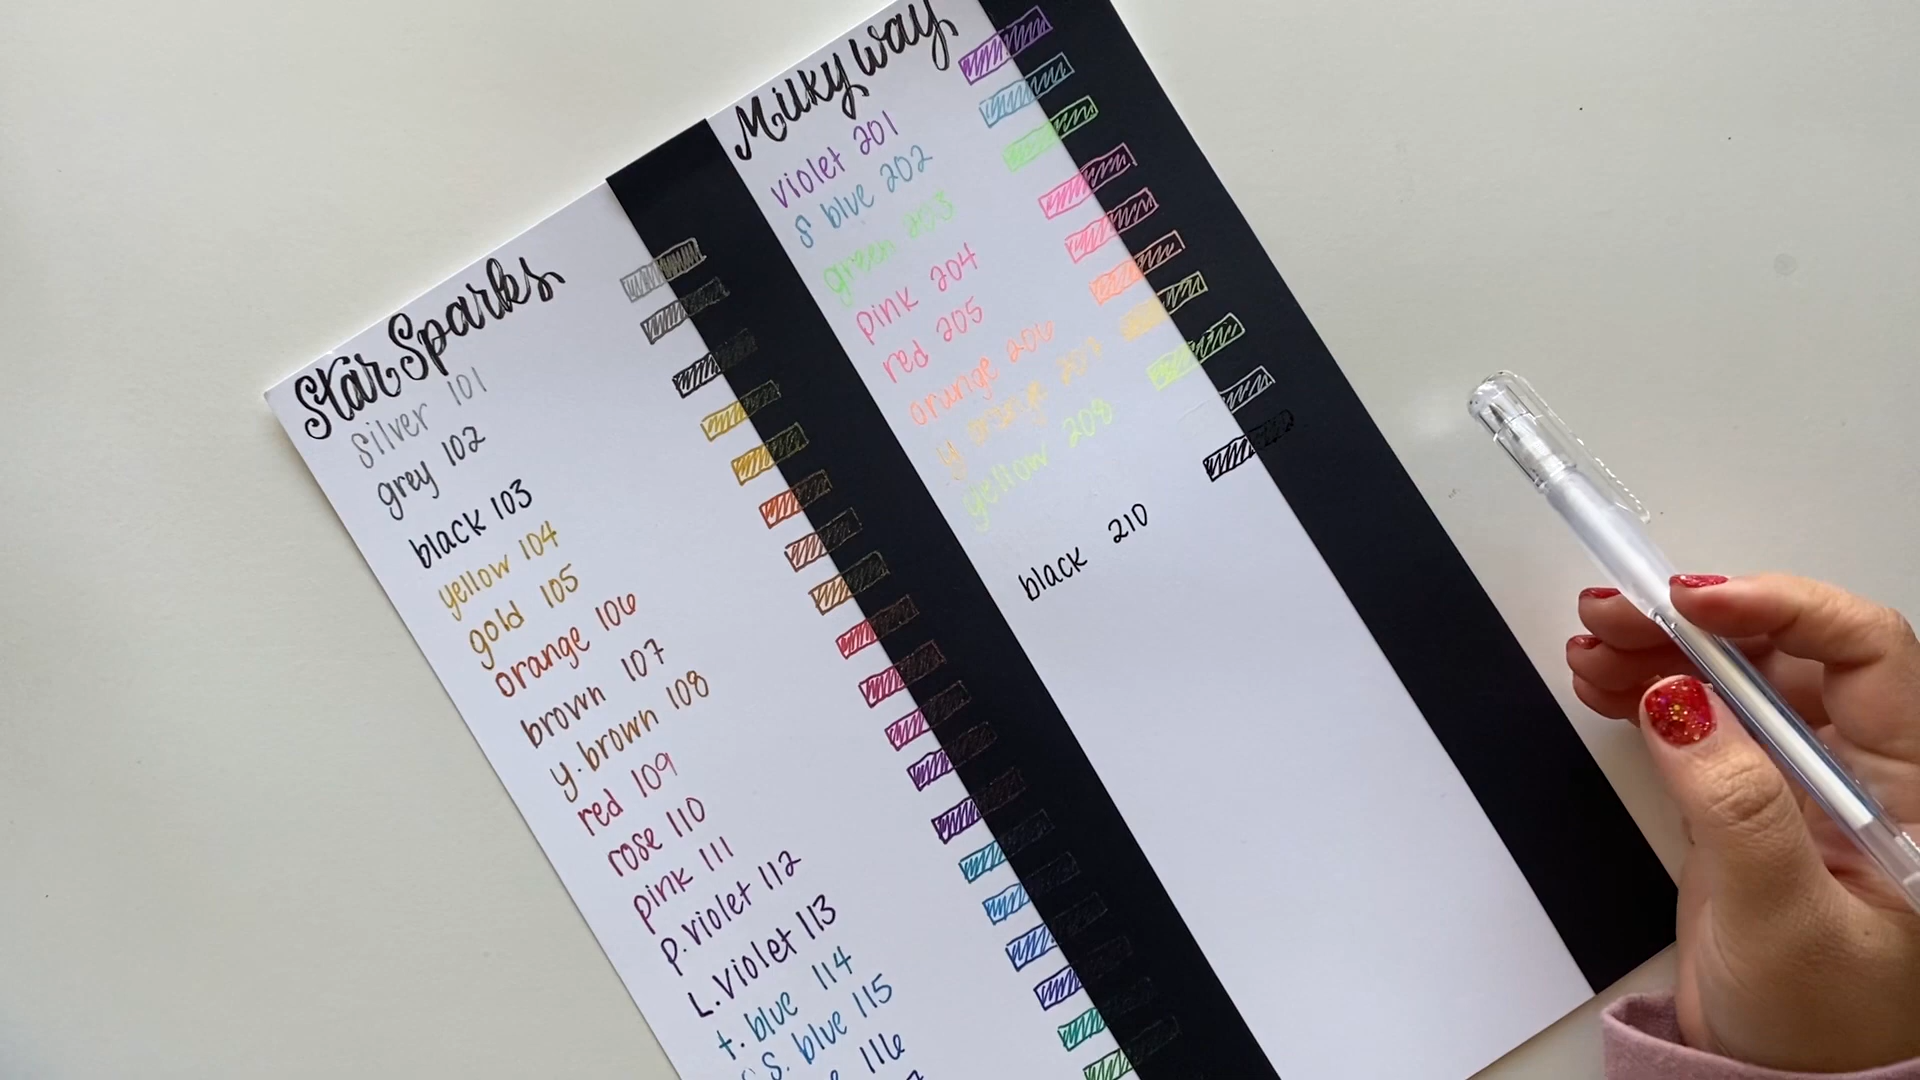 Star Sparks
silver 101
grey 102
black 103
yellow 104
gold 105
orange 106
brown 107
y. brown 108
red 109
rose 110
pink 111
p. violet 112
L. violet 113
t. blue 114
S. blue 115
116
Milky Way
violet 201
S blue 202
green 203
pink 204
red 205
orange 206
y orange 207
yellow 208
black 210